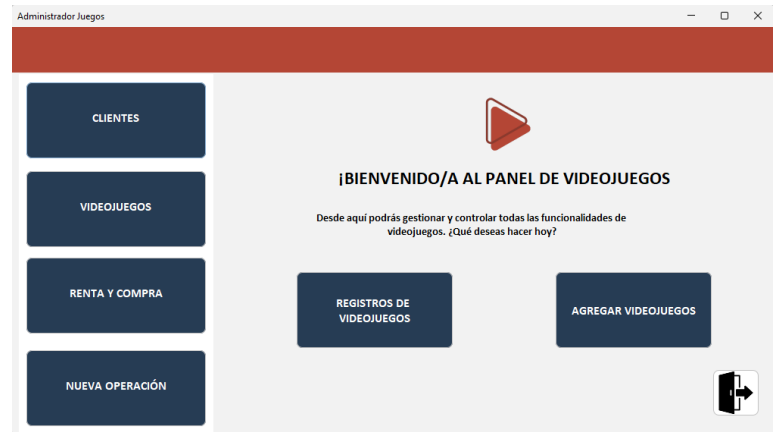 Administrador Juegos
CLIENTES
VIDEOJUEGOS
RENTA Y COMPRA
NUEVA OPERACIÓN
¡BIENVENIDO/A AL PANEL DE VIDEOJUEGOS
Desde aquí podrás gestionar y controlar todas las funcionalidades de
videojuegos. ¿Qué deseas hacer hoy?
REGISTROS DE
VIDEOJUEGOS
AGREGAR VIDEOJUEGOS